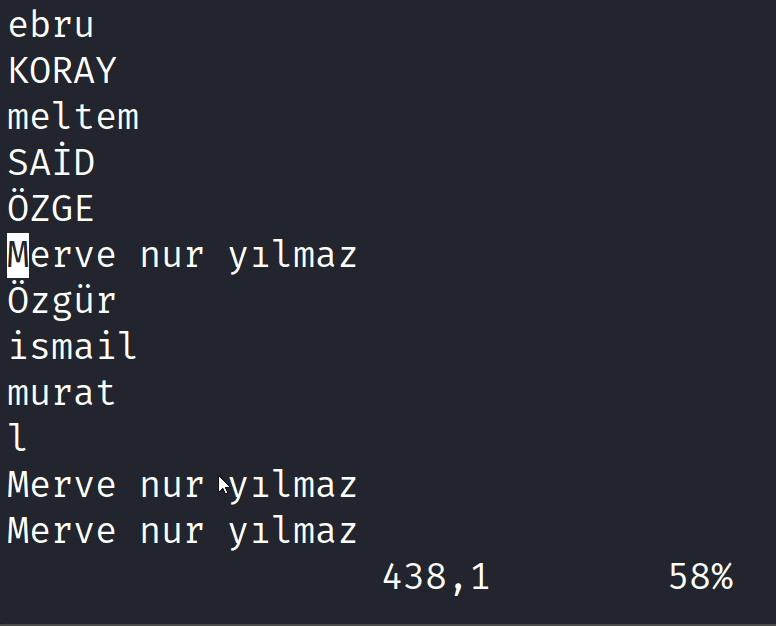 ebru
KORAY
meltem
SAİD
ÖZGE
Merve nur yılmaz
Özgür
ismail
murat
l
Merve nur yılmaz
Merve nur yılmaz
438,1 58%